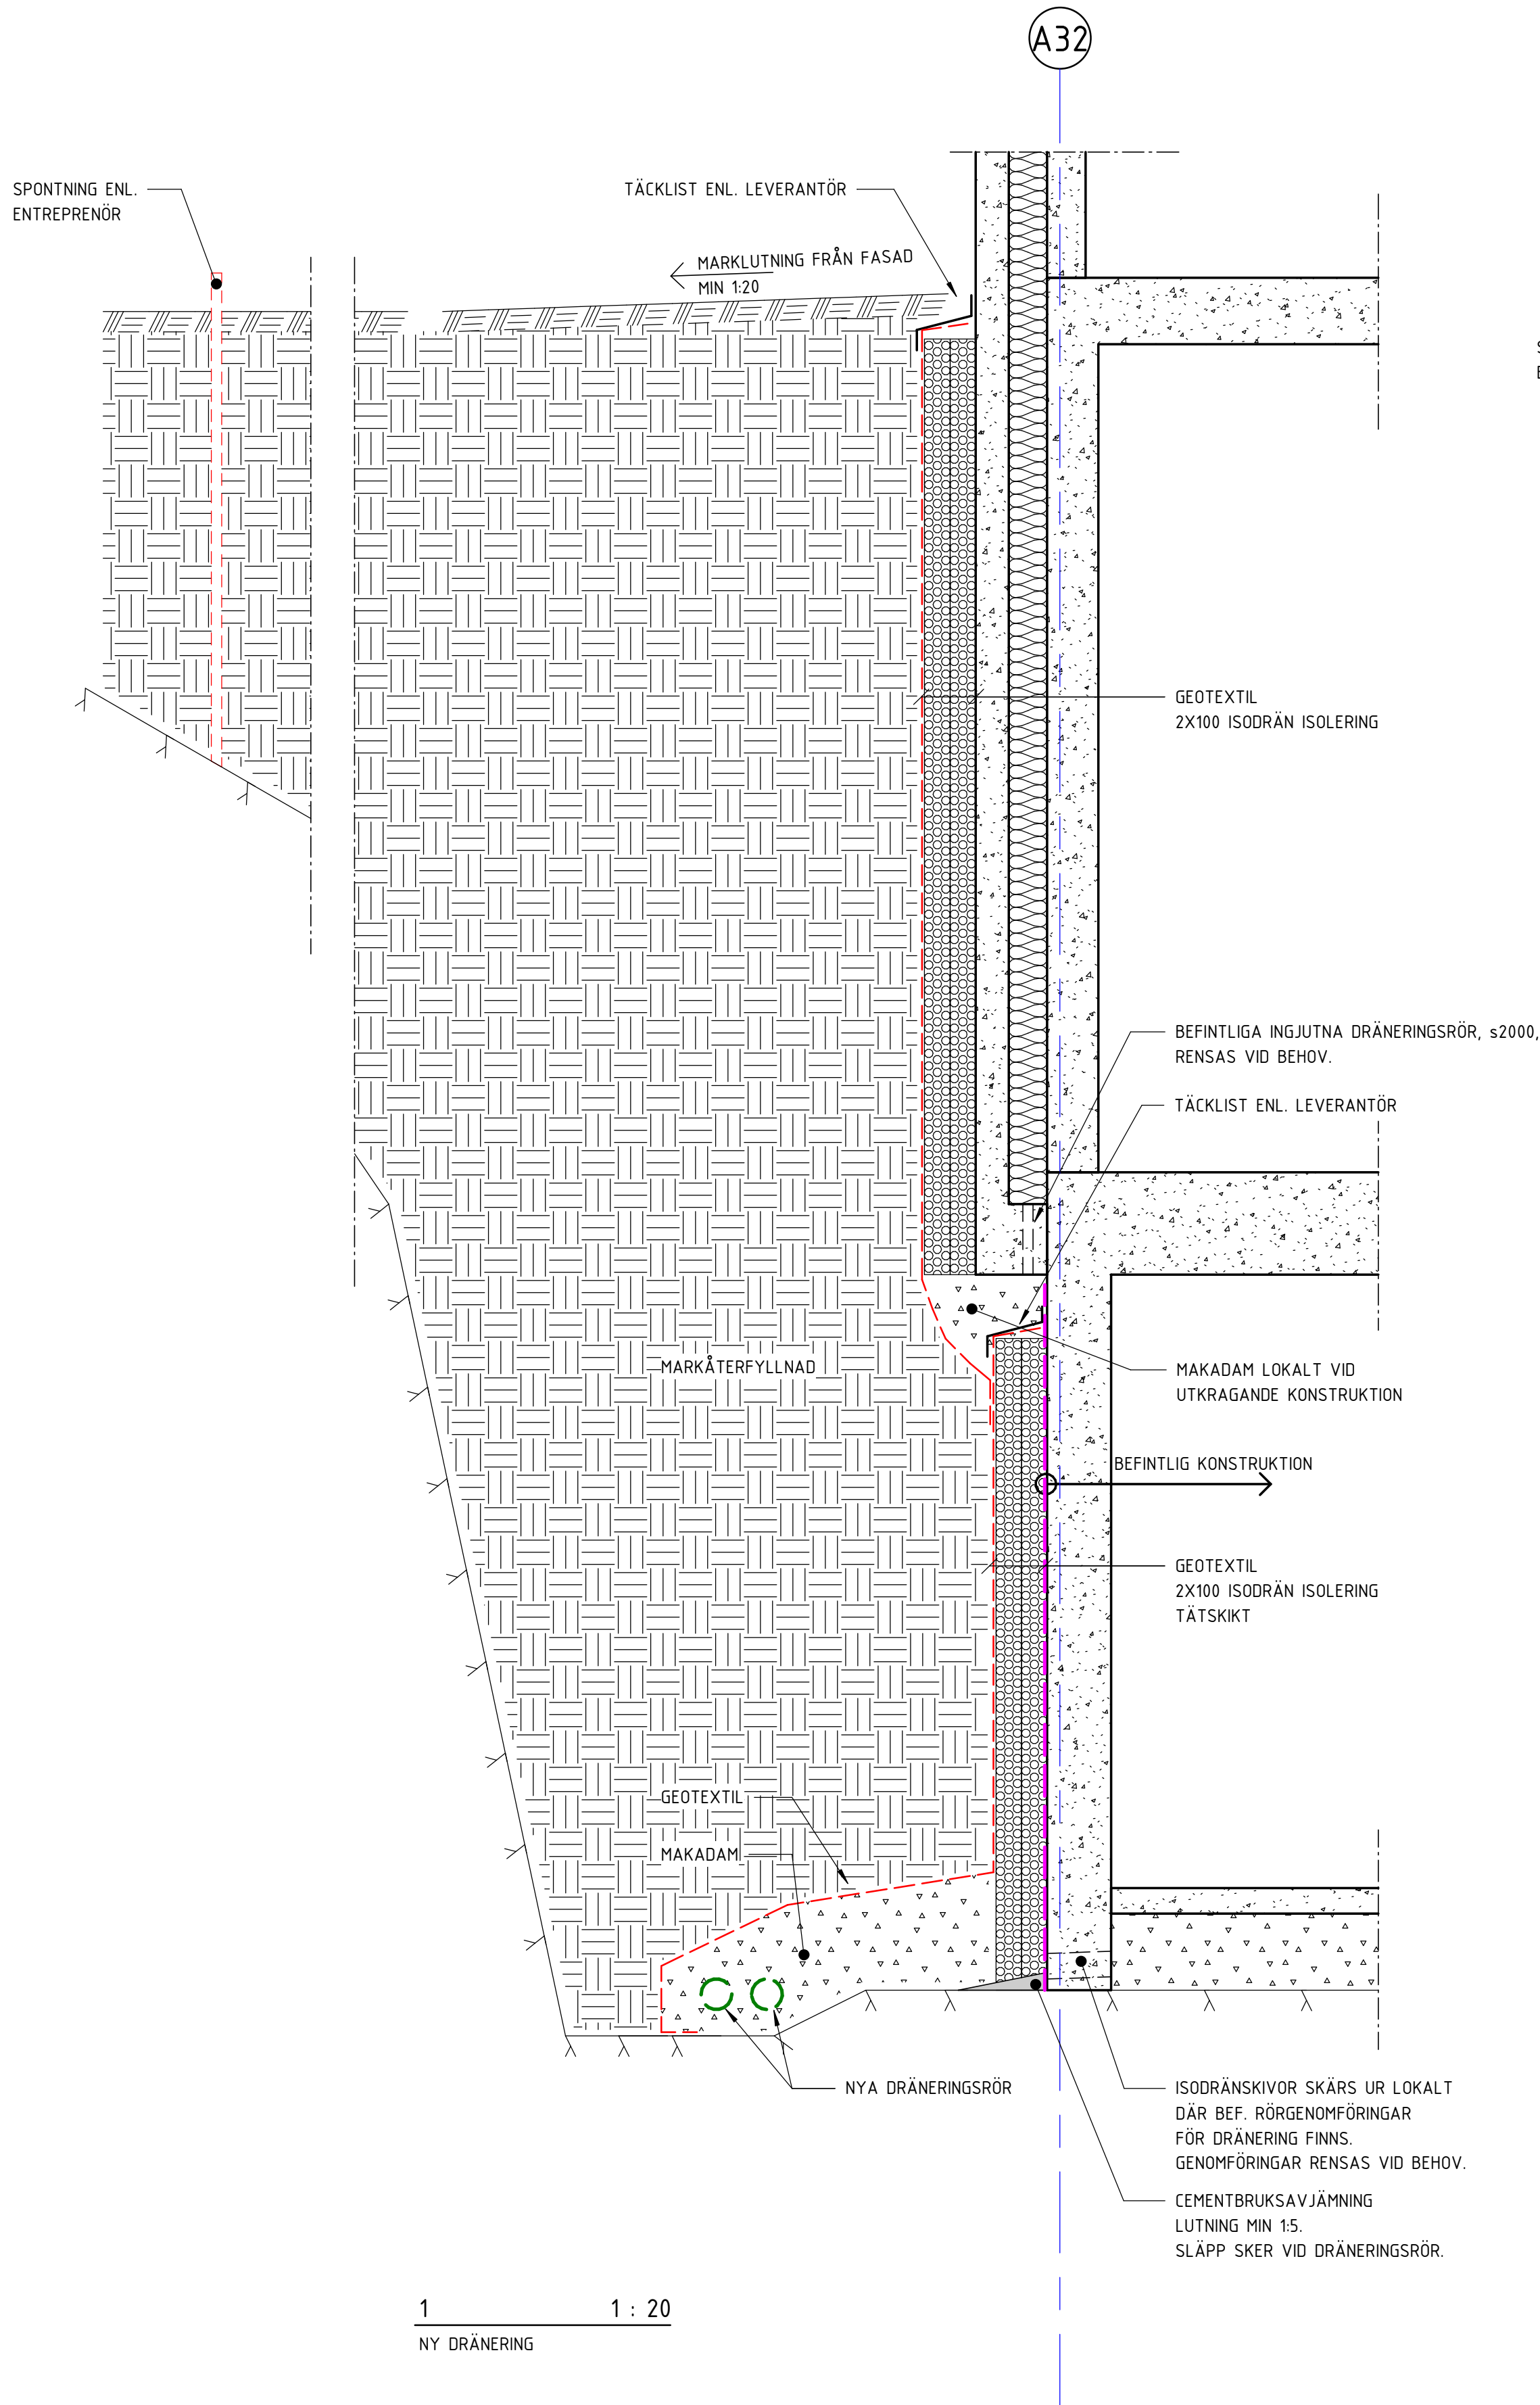 A32
SPONTNING ENL.
ENTREPRENÖR
TÄCKLIST ENL. LEVERANTÖR
MARKLUTNING FRÅN FASAD
MIN 1:20
GEOTEXTIL
2X100 ISODRÄN ISOLERING
BEFINTLIGA INGJUTNA DRÄNERINGSRÖR, s2000,
RENSAS VID BEHOV.
TÄCKLIST ENL. LEVERANTÖR
MARKÅTERFYLLNAD
MAKADAM LOKALT VID
UTKRAGANDE KONSTRUKTION
BEFINTLIG KONSTRUKTION
GEOTEXTIL
2X100 ISODRÄN ISOLERING
TÄTSKIKT
GEOTEXTIL
MAKADAM
NYA DRÄNERINGSRÖR
ISODRÄNSKIVOR SKÄRS UR LOKALT
DÄR BEF. RÖRGENOMFÖRINGAR
FÖR DRÄNERING FINNS.
GENOMFÖRINGAR RENSAS VID BEHOV.
CEMENTBRUKSAVJÄMNING
LUTNING MIN 1:5.
SLÄPP SKER VID DRÄNERINGSRÖR.
1 1 : 20
NY DRÄNERING